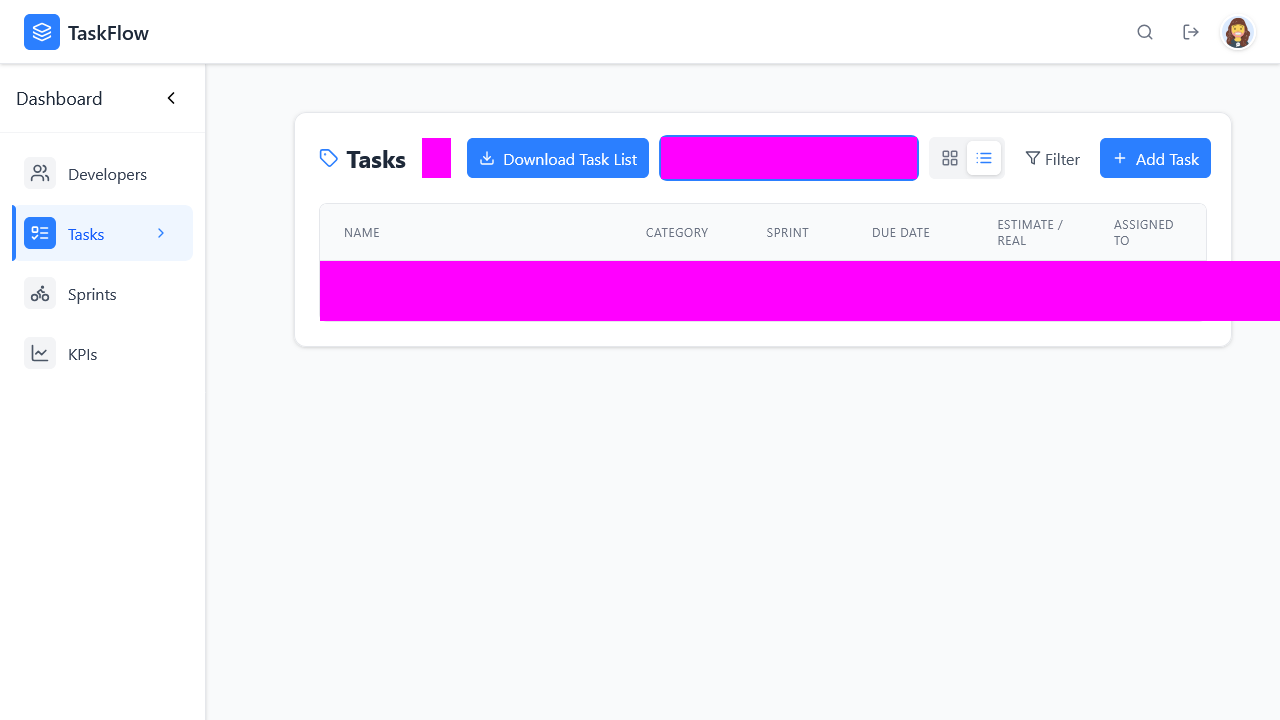 TaskFlow
Dashboard
Developers
Tasks
Sprints
KPIs
Tasks
Download Task List
Filter
Add Task
NAME
CATEGORY
SPRINT
DUE DATE
ESTIMATE /
REAL
ASSIGNED
TO